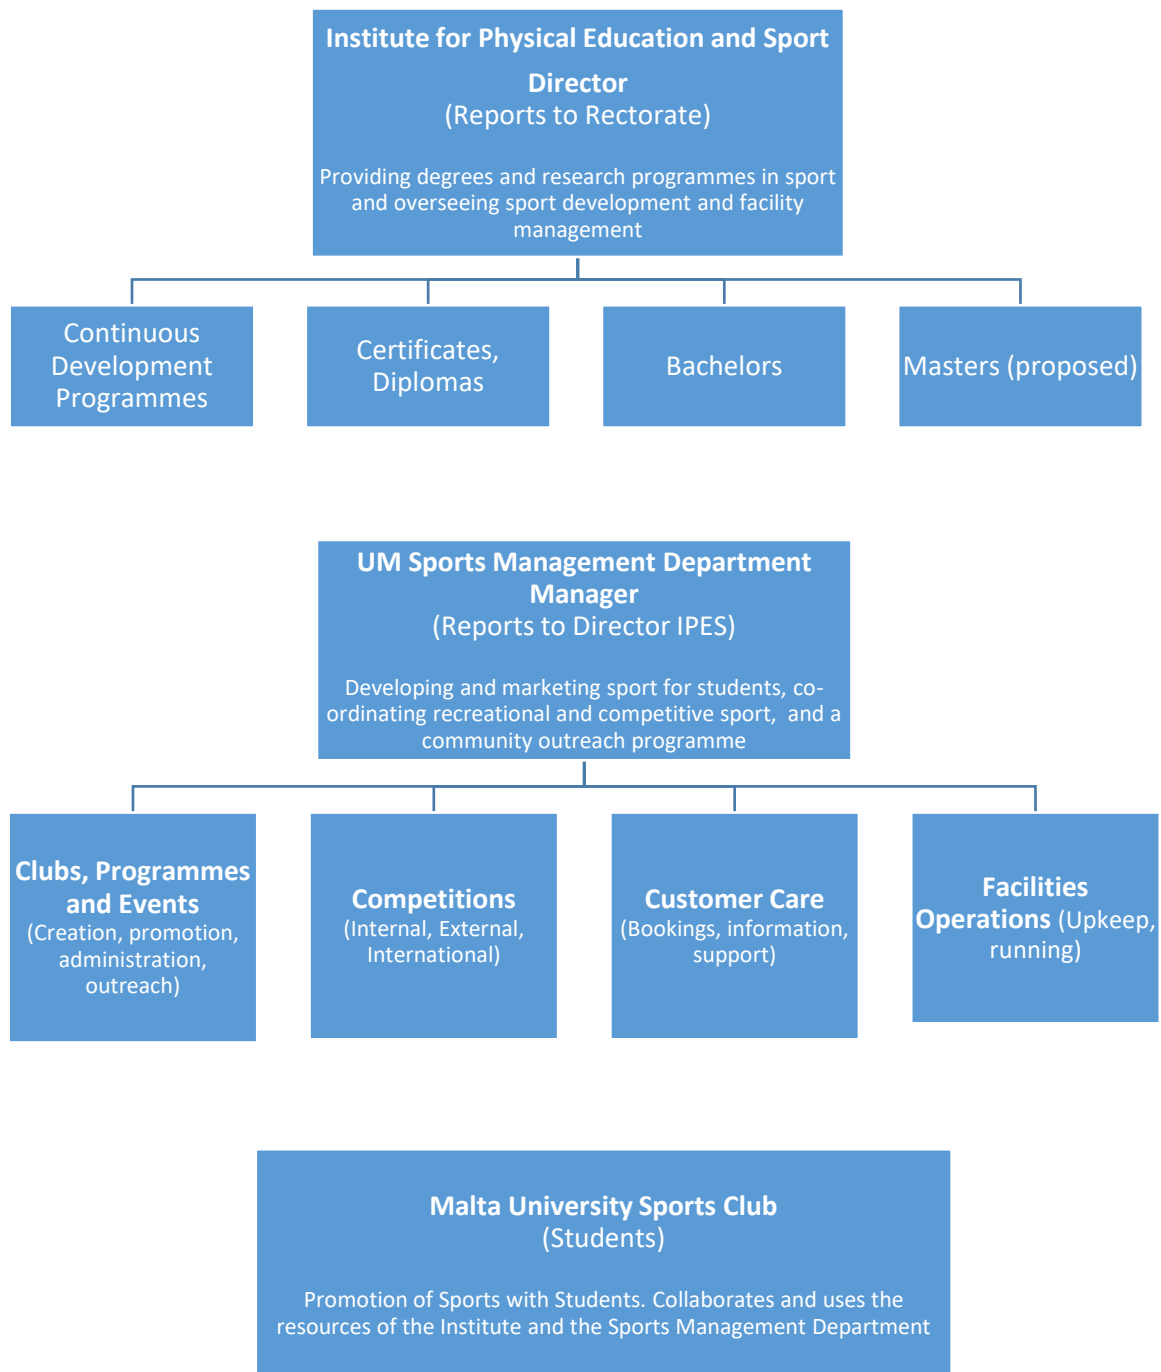 Institute for Physical Education and Sport
Director
(Reports to Rectorate)
Providing degrees and research programmes in sport
and overseeing sport development and facility
management
Continuous
Development
Programmes
Certificates,
Diplomas
Bachelors
Masters (proposed)
UM Sports Management Department
Manager
(Reports to Director IPES)
Developing and marketing sport for students, co-
ordinating recreational and competitive sport,  and a
community outreach programme
Clubs, Programmes
and Events
(Creation, promotion,
administration,
outreach)
Competitions
(Internal, External,
International)
Customer Care
(Bookings, information,
support)
Facilities
Operations (Upkeep,
running)
Malta University Sports Club
(Students)
Promotion of Sports with Students. Collaborates and uses the
resources of the Institute and the Sports Management Department